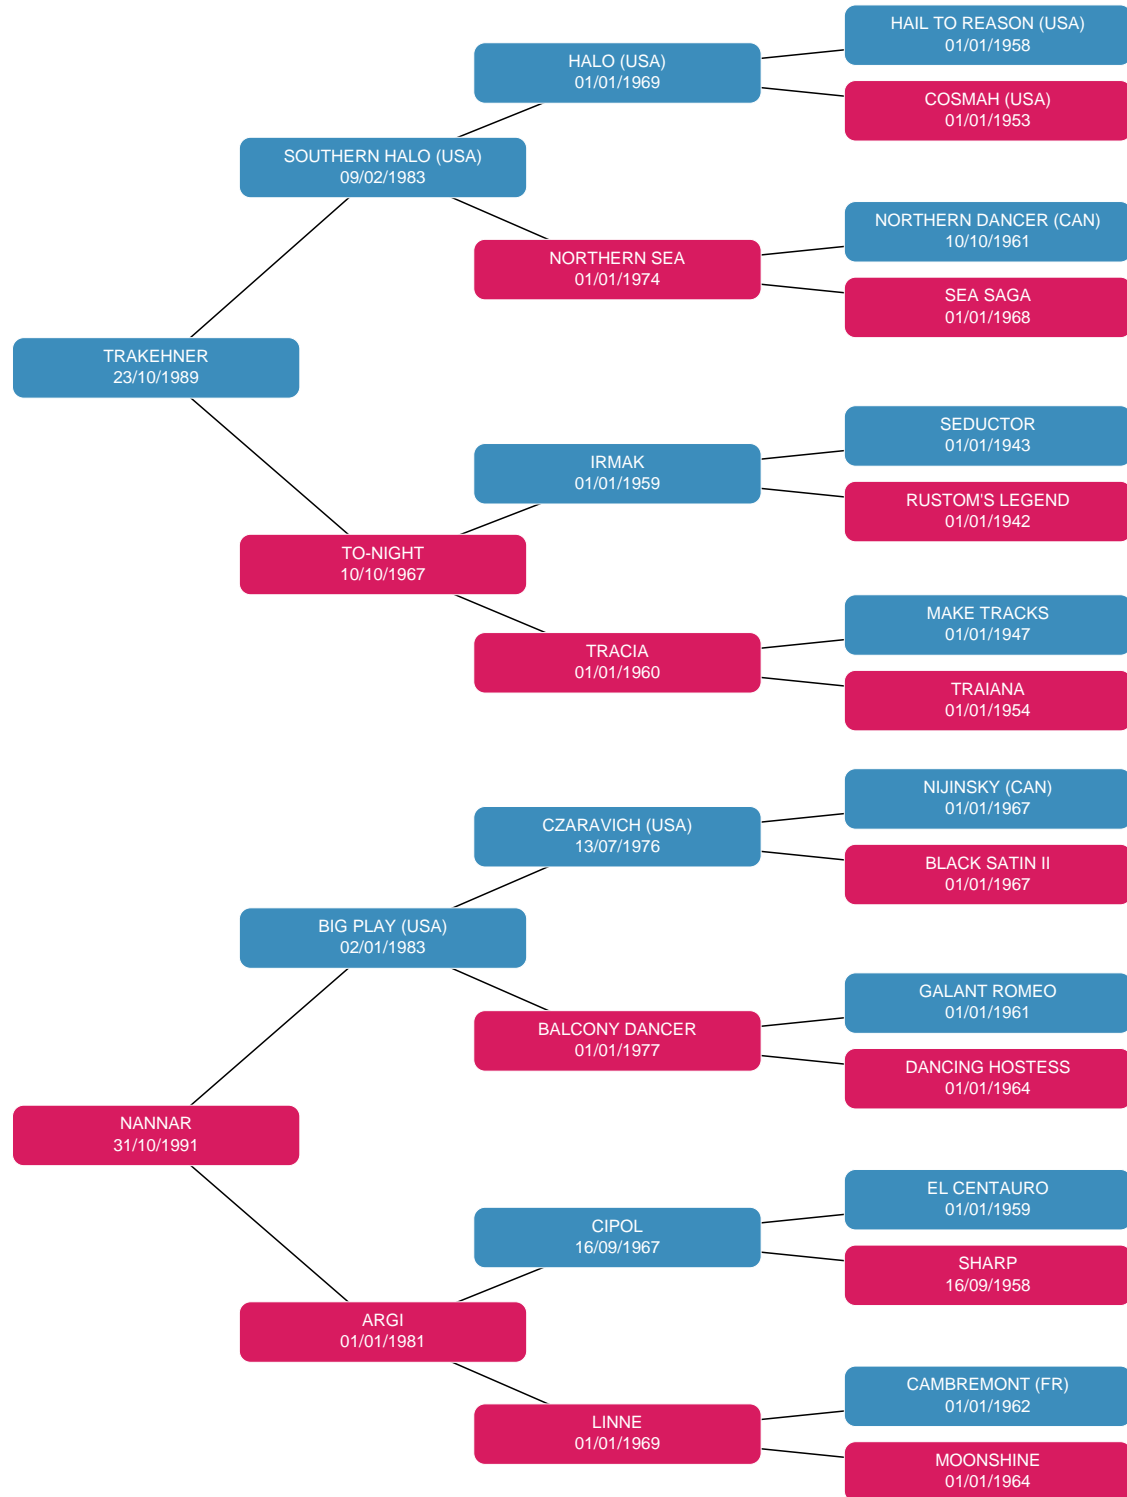 HAIL TO REASON (USA)
01/01/1958
HALO (USA)
01/01/1969
COSMAH (USA)
01/01/1953
SOUTHERN HALO (USA)
09/02/1983
NORTHERN DANCER (CAN)
10/10/1961
NORTHERN SEA
01/01/1974
SEA SAGA
01/01/1968
TRAKEHNER
23/10/1989
SEDUCTOR
01/01/1943
IRMAK
01/01/1959
RUSTOM'S LEGEND
01/01/1942
TO-NIGHT
10/10/1967
MAKE TRACKS
01/01/1947
TRACIA
01/01/1960
TRAIANA
01/01/1954
NIJINSKY (CAN)
01/01/1967
CZARAVICH (USA)
13/07/1976
BLACK SATIN II
01/01/1967
BIG PLAY (USA)
02/01/1983
GALANT ROMEO
01/01/1961
BALCONY DANCER
01/01/1977
DANCING HOSTESS
01/01/1964
NANNAR
31/10/1991
EL CENTAURO
01/01/1959
CIPOL
16/09/1967
SHARP
16/09/1958
ARGI
01/01/1981
CAMBREMONT (FR)
01/01/1962
LINNE
01/01/1969
MOONSHINE
01/01/1964